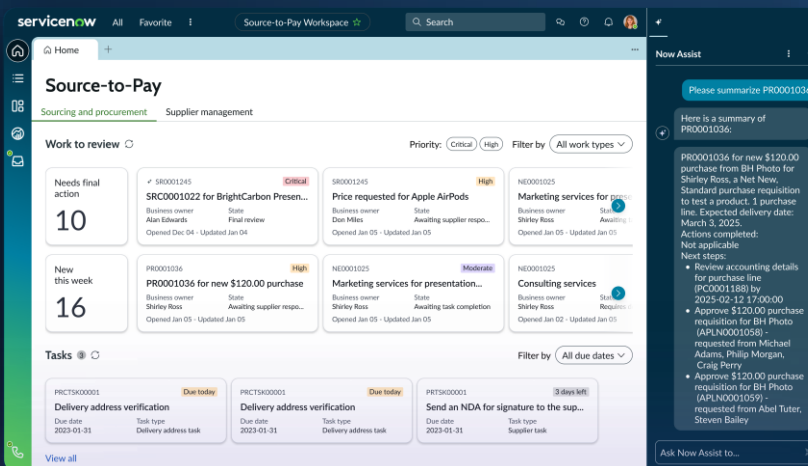 servicenow All Favorite Source-to-Pay Workspace Search
Home
Source-to-Pay
Sourcing and procurement Supplier management
Work to review Priority: Critical High Filter by All work types
Needs final action
10
SR0001245 Critical
SRC0001022 for BrightCarbon Presen...
Business owner State
Alan Edwards Final review
Opened Dec 04 - Updated Jan 04
SR0001245 High
Price requested for Apple AirPods
Business owner State
Don Miles Awaiting supplier respo...
Opened Jan 05 - Updated Jan 05
NE0001025
Marketing services for prese
Business owner
Shirley Ross Awaiting
Opened Jan 05 - Updated Jan 05
New this week
16
PR0001036 High
PR0001036 for new $120.00 purchase
Business owner State
Shirley Ross Awaiting supplier respo...
Opened Jan 05 - Updated Jan 05
NE0001025 Moderate
Marketing services for presentation...
Business owner State
Shirley Ross Awaiting task completion
Opened Jan 05 - Updated Jan 05
NE0001025
Consulting services
Business owner
Shirley Ross
Opened Jan 02 - Updated Jan 05
Tasks 3 Filter by All due dates
PRCTSK00001 Due today
Delivery address verification
Due date Task type
2023-01-31 Delivery address task
PRCTSK00001 Due today
Delivery address verification
Due date Task type
2023-01-31 Delivery address task
PRTSK00001 3 days left
Send an NDA for signature to the sup...
Due date Task type
2023-01-31 Supplier task
View all
Now Assist
Please summarize PR0001036
Here is a summary of
PR0001036:
PR0001036 for new $120.00
purchase from BH Photo for
Shirley Ross, a Net New,
Standard purchase requisition
to test a product. 1 purchase
line. Expected delivery date:
March 3, 2025.
Actions completed:
Not applicable
Next steps:
• Review accounting details
for purchase line
(PC0001188) by
2025-02-12 17:00:00
• Approve $120.00 purchase
requisition for BH Photo
(APLN0001058) -
requested from Michael
Adams, Philip Morgan,
Craig Perry
• Approve $120.00 purchase
requisition for BH Photo
(APLN0001059) -
requested from Abel Tuter,
Steven Bailey
Ask Now Assist to...